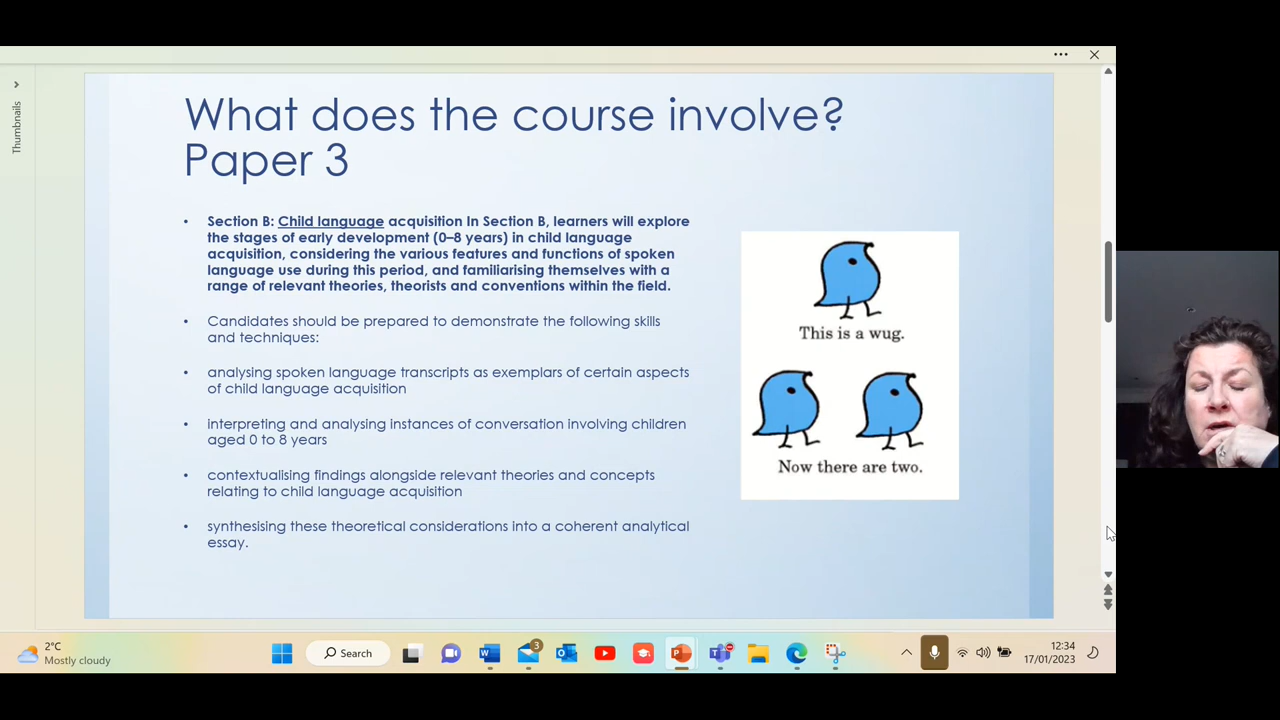 Thumbnails
What does the course involve?
Paper 3
• Section B: Child language acquisition In Section B, learners will explore
the stages of early development (0–8 years) in child language
acquisition, considering the various features and functions of spoken
language use during this period, and familiarising themselves with a
range of relevant theories, theorists and conventions within the field.
• Candidates should be prepared to demonstrate the following skills
and techniques:
• analysing spoken language transcripts as exemplars of certain aspects
of child language acquisition
• interpreting and analysing instances of conversation involving children
aged 0 to 8 years
• contextualising findings alongside relevant theories and concepts
relating to child language acquisition
• synthesising these theoretical considerations into a coherent analytical
essay.
This is a wug.
Now there are two.
2°C
Mostly cloudy
Search
3
12:34
17/01/2023